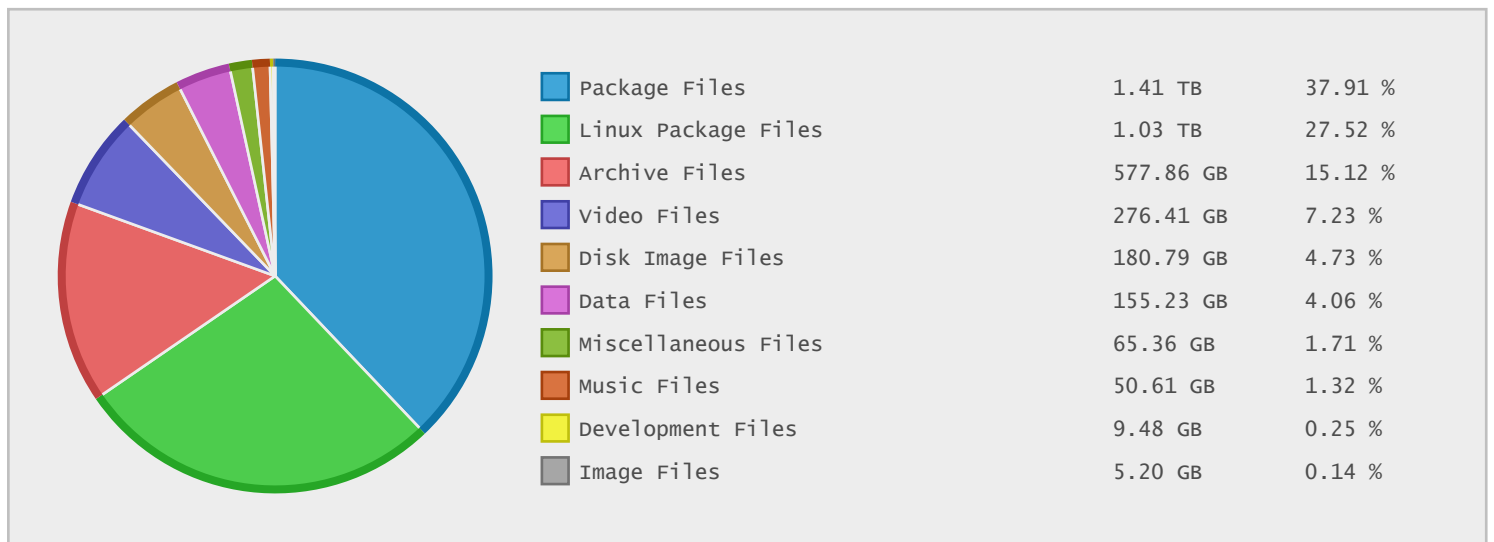 Package Files 1.41 TB 37.91 %
Linux Package Files 1.03 TB 27.52 %
Archive Files 577.86 GB 15.12 %
Video Files 276.41 GB 7.23 %
Disk Image Files 180.79 GB 4.73 %
Data Files 155.23 GB 4.06 %
Miscellaneous Files 65.36 GB 1.71 %
Music Files 50.61 GB 1.32 %
Development Files 9.48 GB 0.25 %
Image Files 5.20 GB 0.14 %